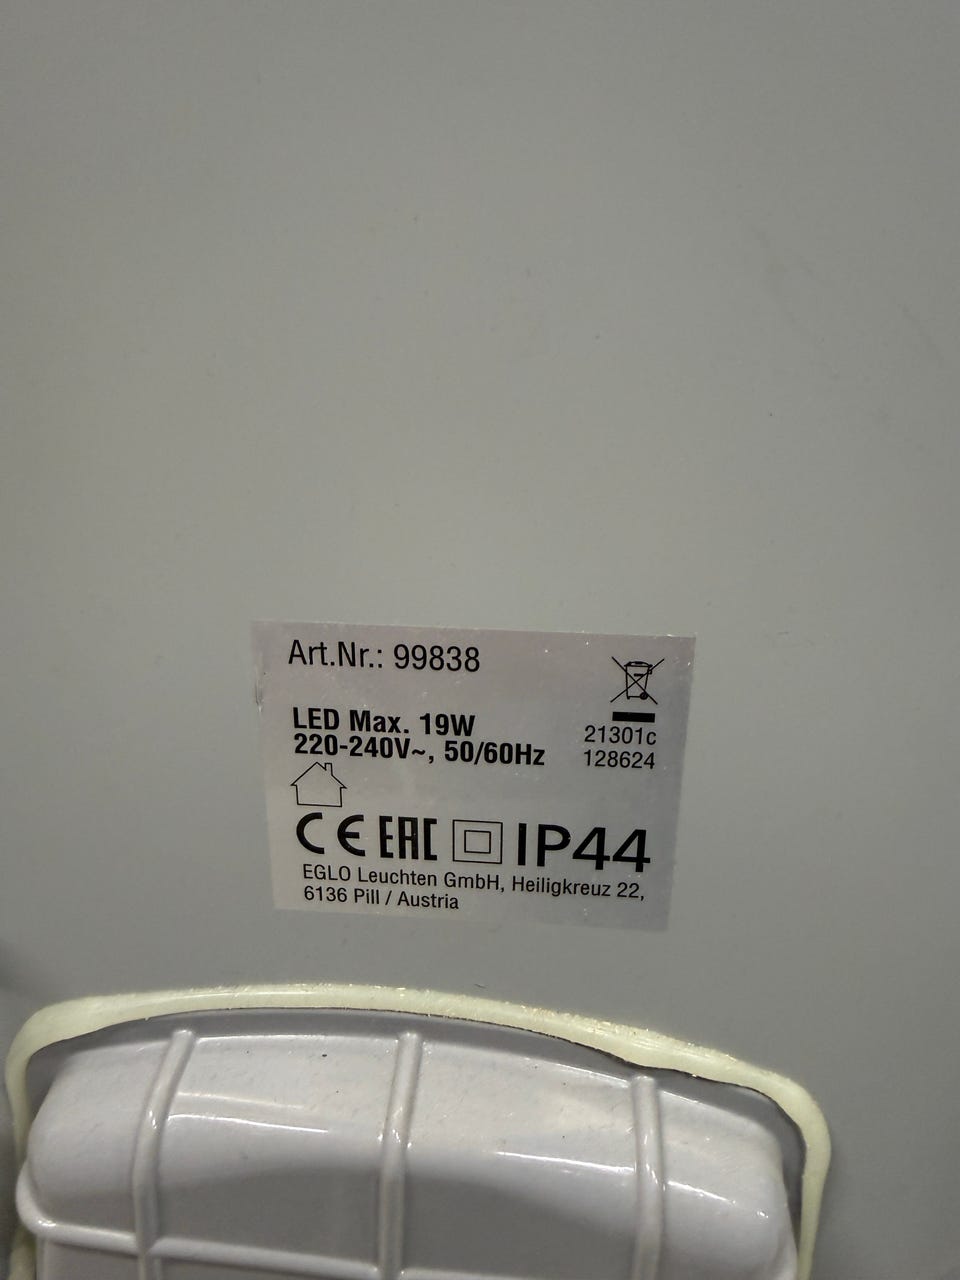 Art.Nr.: 99838
LED Max. 19W
220-240V~, 50/60Hz
21301c
128624
CE EAC IP44
EGLO Leuchten GmbH, Heiligkreuz 22,
6136 Pill / Austria